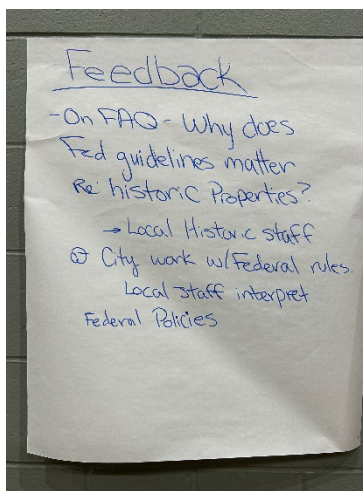 Feedback
- On FAQ - Why does
Fed guidelines matter
Re: historic Properties?
→ Local Historic staff
@ City work w/Federal rules
Local staff interpret
Federal Policies